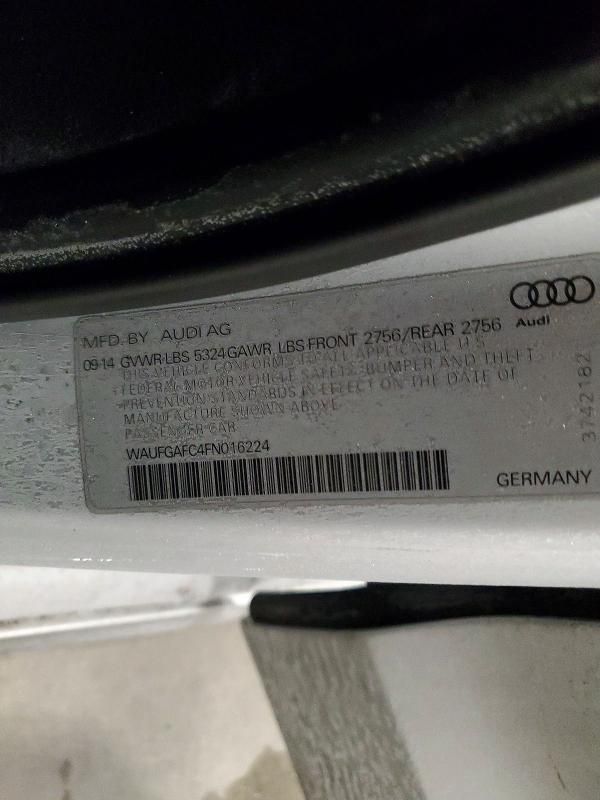 MFD. BY AUDI AG
09-14 GVWR LBS 5324 GAWR LBS FRONT 2756/REAR 2756
THIS VEHICLE CONFORMS TO ALL APPLICABLE U.S.
FEDERAL MOTOR VEHICLE SAFETY, BUMPER AND THEFT
PREVENTION STANDARDS IN EFFECT ON THE DATE OF
MANUFACTURE SHOWN ABOVE
PASSENGER CAR
WAUFGAFC4FN016224
Audi
3742182
GERMANY